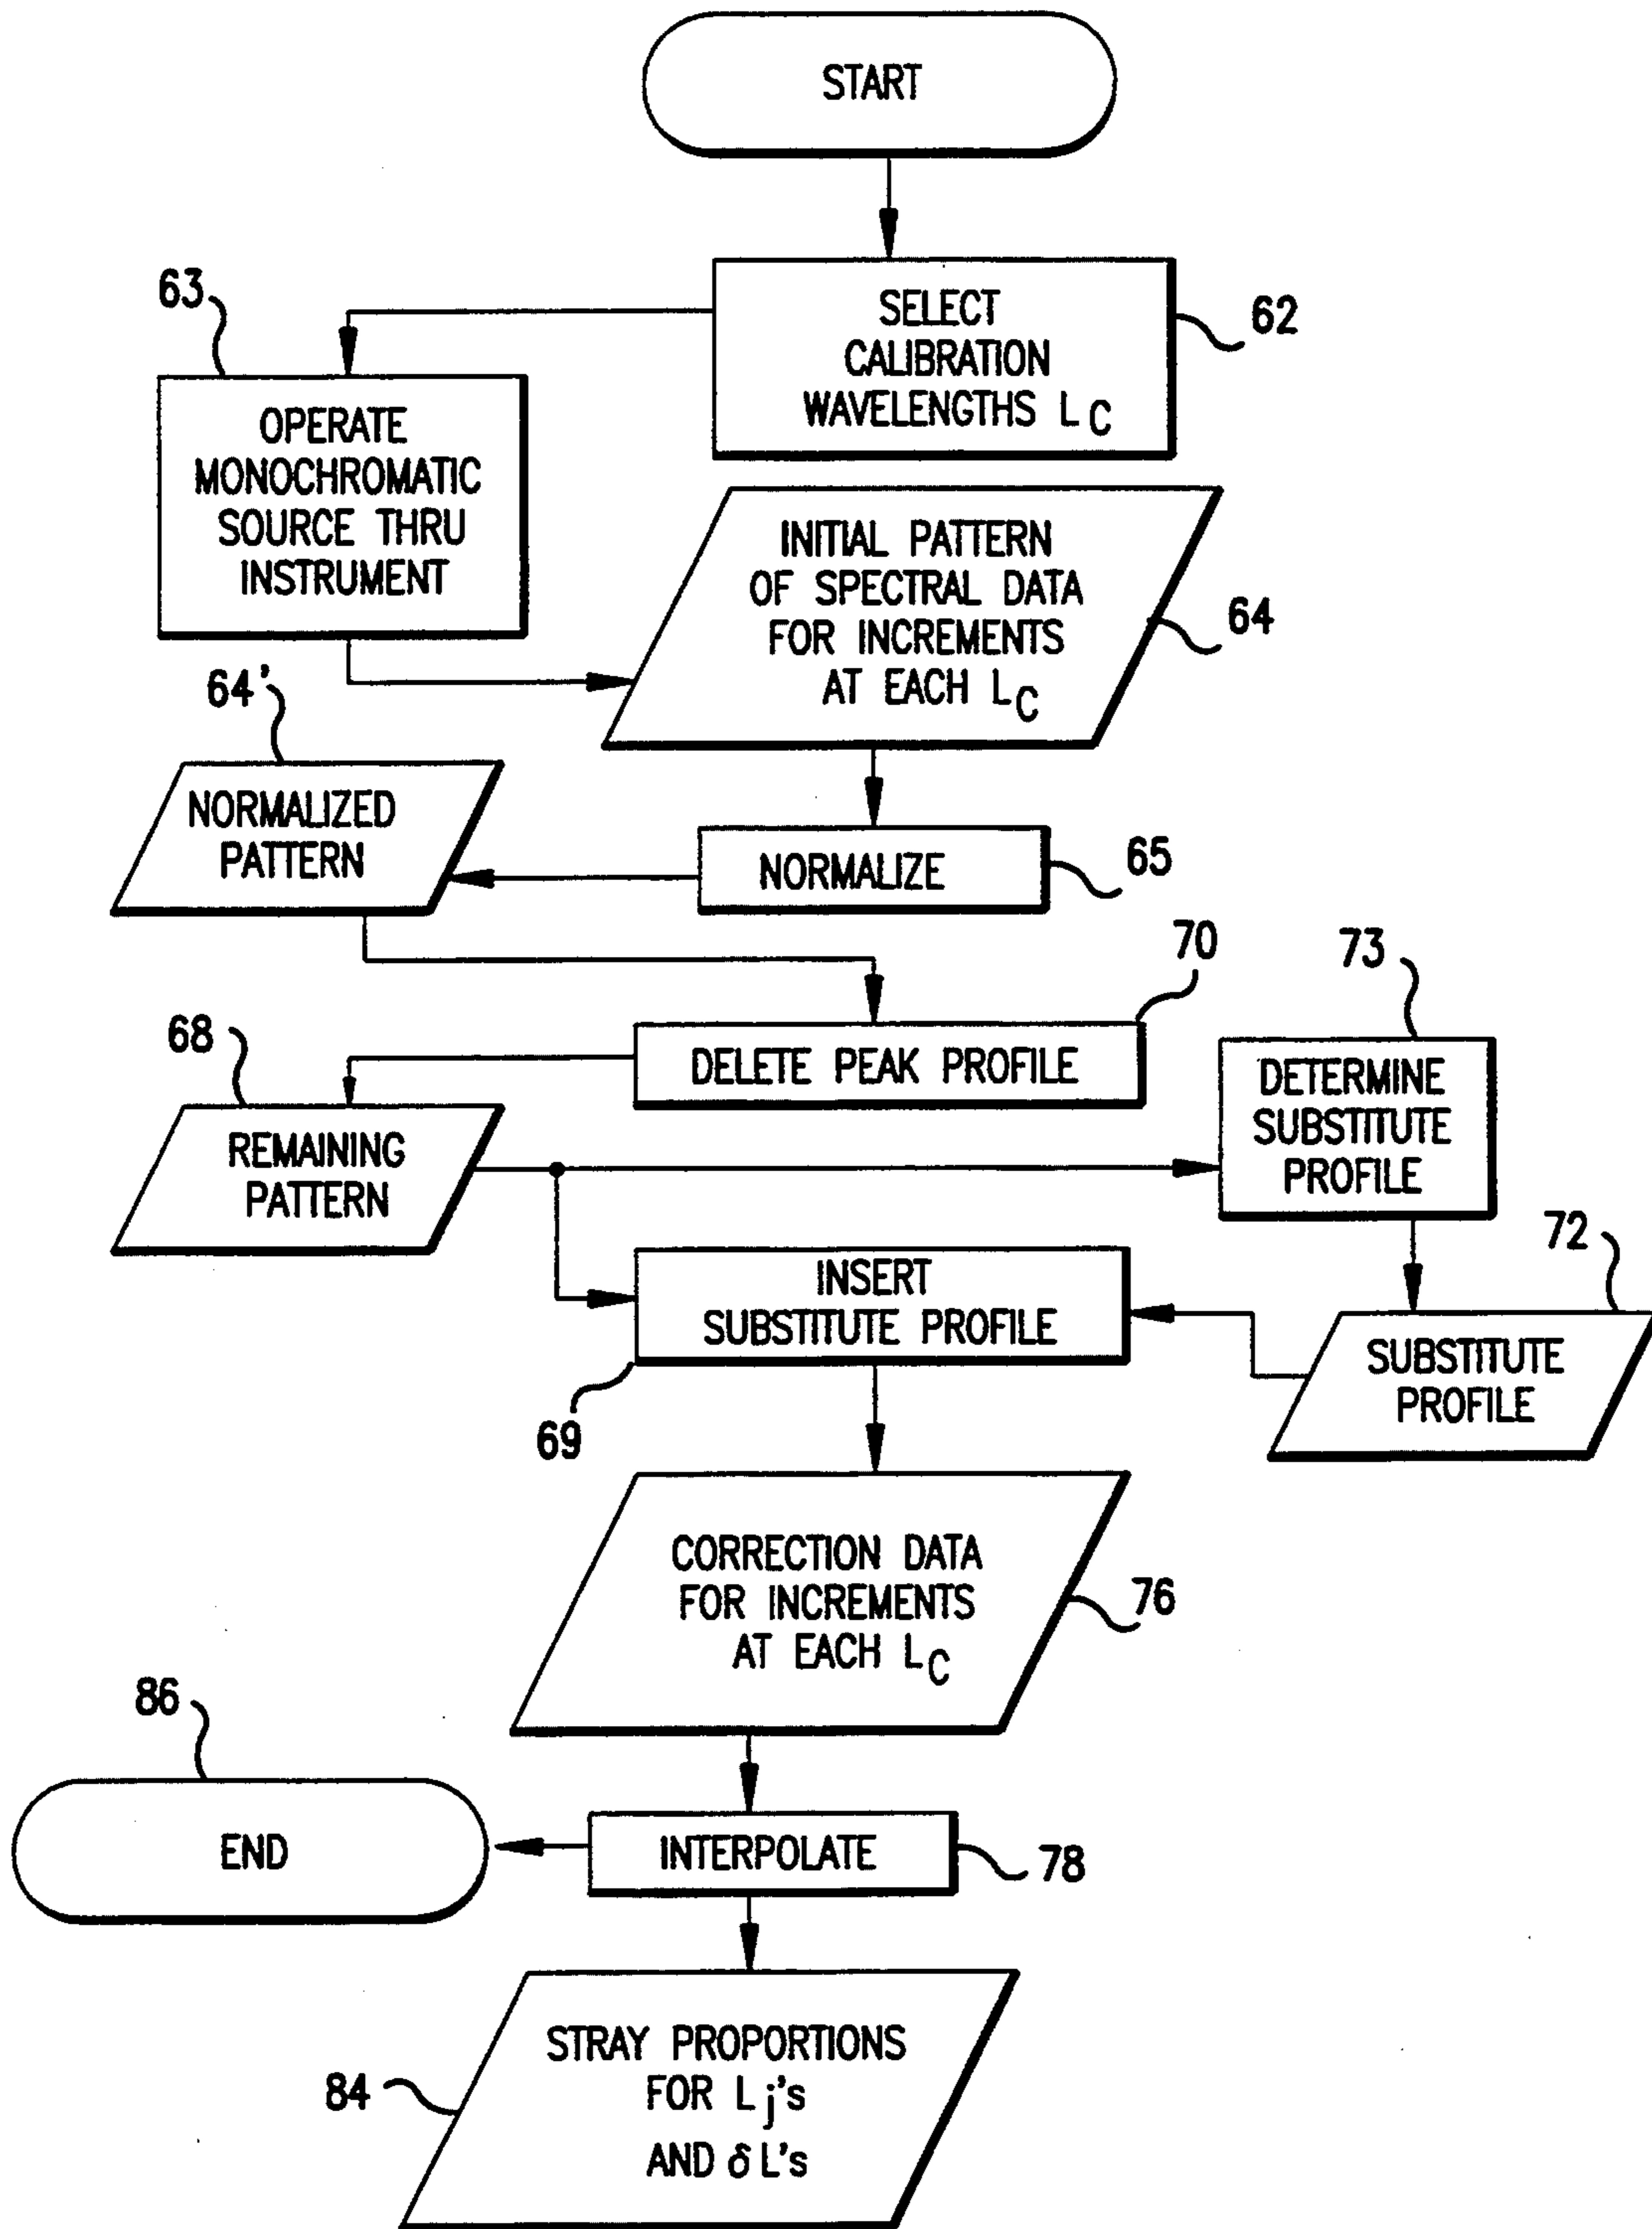 START
63
SELECT
CALIBRATION
WAVELENGTHS LC
62
OPERATE
MONOCHROMATIC
SOURCE THRU
INSTRUMENT
INITIAL PATTERN
OF SPECTRAL DATA
FOR INCREMENTS
AT EACH LC
64
64'
NORMALIZED
PATTERN
NORMALIZE
65
70
73
68
DELETE PEAK PROFILE
DETERMINE
SUBSTITUTE
PROFILE
REMAINING
PATTERN
72
INSERT
SUBSTITUTE PROFILE
SUBSTITUTE
PROFILE
69
CORRECTION DATA
FOR INCREMENTS
AT EACH LC
76
86
END
INTERPOLATE
78
STRAY PROPORTIONS
FOR Lj's
AND δL's
84